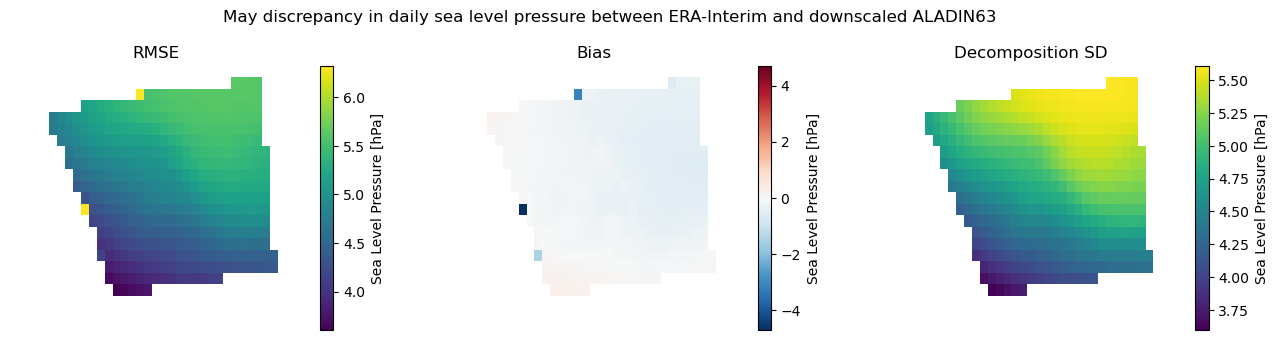 May discrepancy in daily sea level pressure between ERA-Interim and downscaled ALADIN63
RMSE
6.0
5.5
5.0
4.5
4.0
Sea Level Pressure [hPa]
Bias
4
2
0
−2
−4
Sea Level Pressure [hPa]
Decomposition SD
5.50
5.25
5.00
4.75
4.50
4.25
4.00
3.75
Sea Level Pressure [hPa]